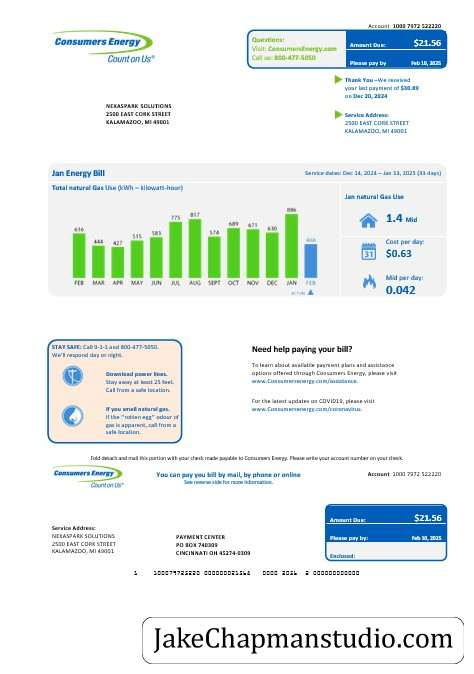 Account  1000 7972 522220
Consumers Energy
Count on Us®
Questions:
Visit: ConsumersEnergy.com
Call us: 800-477-5050
Amount Due: $21.56
Please pay by Feb 10, 2025
Thank You—We received
your last payment of $30.89
on Dec 20, 2024
NEXASPARK SOLUTIONS
2500 EAST CORK STREET
KALAMAZOO, MI 49001
Service Address:
2500 EAST CORK STREET
KALAMAZOO, MI 49001
Jan Energy Bill
Service dates: Dec 14, 2024 – Jan 13, 2025 (33 days)
Total natural Gas Use (kWh – kilowatt-hour)
Jan natural Gas Use
616 444 427 515 583 775 817 574 689 671 630 886
FEB MAR APR MAY JUN JUL AUG SEPT OCT NOV DEC JAN FEB
ACTUAL
1.4 Mid
31
Cost per day:
$0.63
Mid per day:
0.042
STAY SAFE: Call 9-1-1 and 800-477-5050.
We'll respond day or night.
Download power lines.
Stay away at least 25 feet.
Call from a safe location.
If you small natural gas.
If the "rotten egg" odour of
gas is apparent, call from a
safe location.
Need help paying your bill?
To learn about available payment plans and assistance
options offered through Consumers Energy, please visit
www.Consumersenergy.com/assistance.
For the latest updates on COVID19, please visit
www.Consumersenergy.com/coronavirus.
Fold detach and mail this portion with your check made payable to Consumers Energy. Please write your account number on your check.
Consumers Energy
Count on Us®
You can pay you bill by mail, by phone or online
See reverse side for more information.
Account  1000 7972 522220
Service Address:
NEXASPARK SOLUTIONS
2500 EAST CORK STREET
KALAMAZOO, MI 49001
PAYMENT CENTER
PO BOX 740309
CINCINNATI OH 45274-0309
Amount Due: $21.56
Please pay by: Feb 10, 2025
Enclosed:
JakeChapmanstudio.com